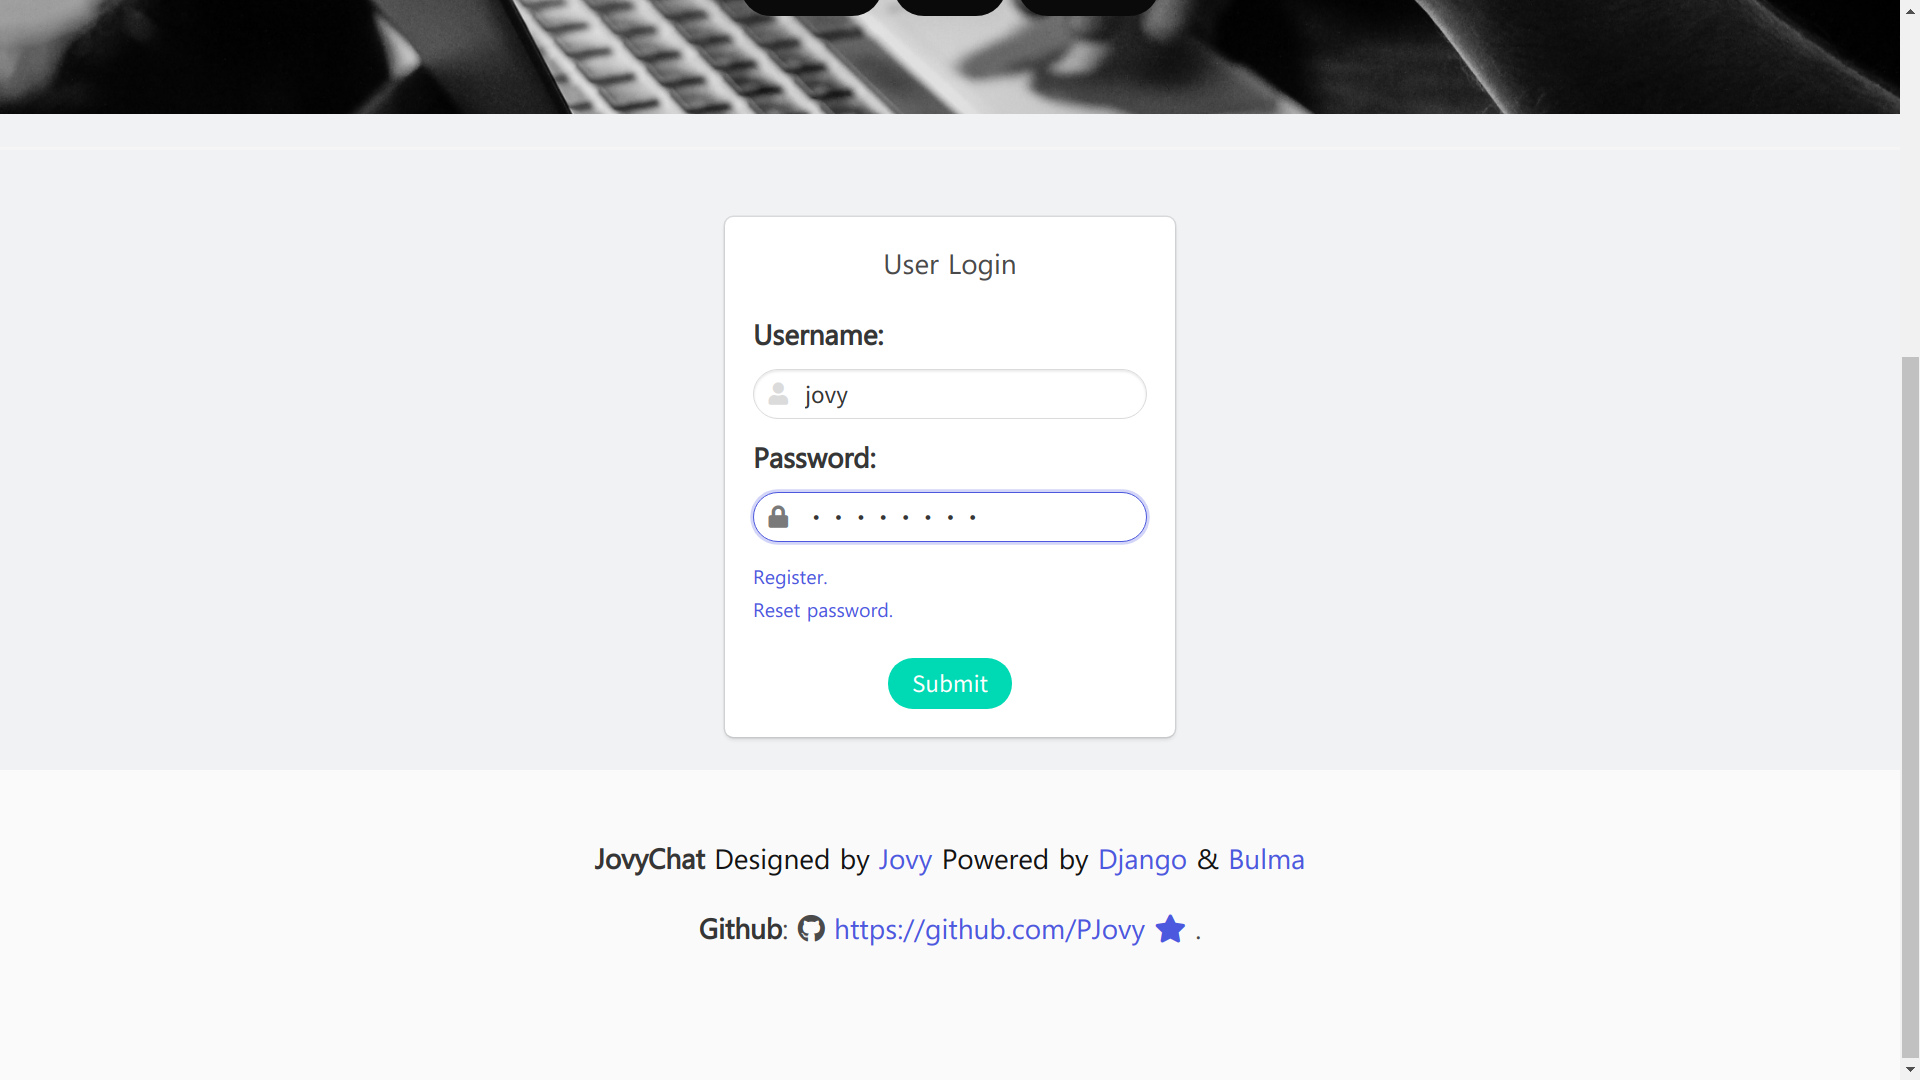 User Login
Username:
jovy
Password:
········
Register.
Reset password.
Submit
JovyChat Designed by Jovy Powered by Django & Bulma
Github: https://github.com/PJovy .